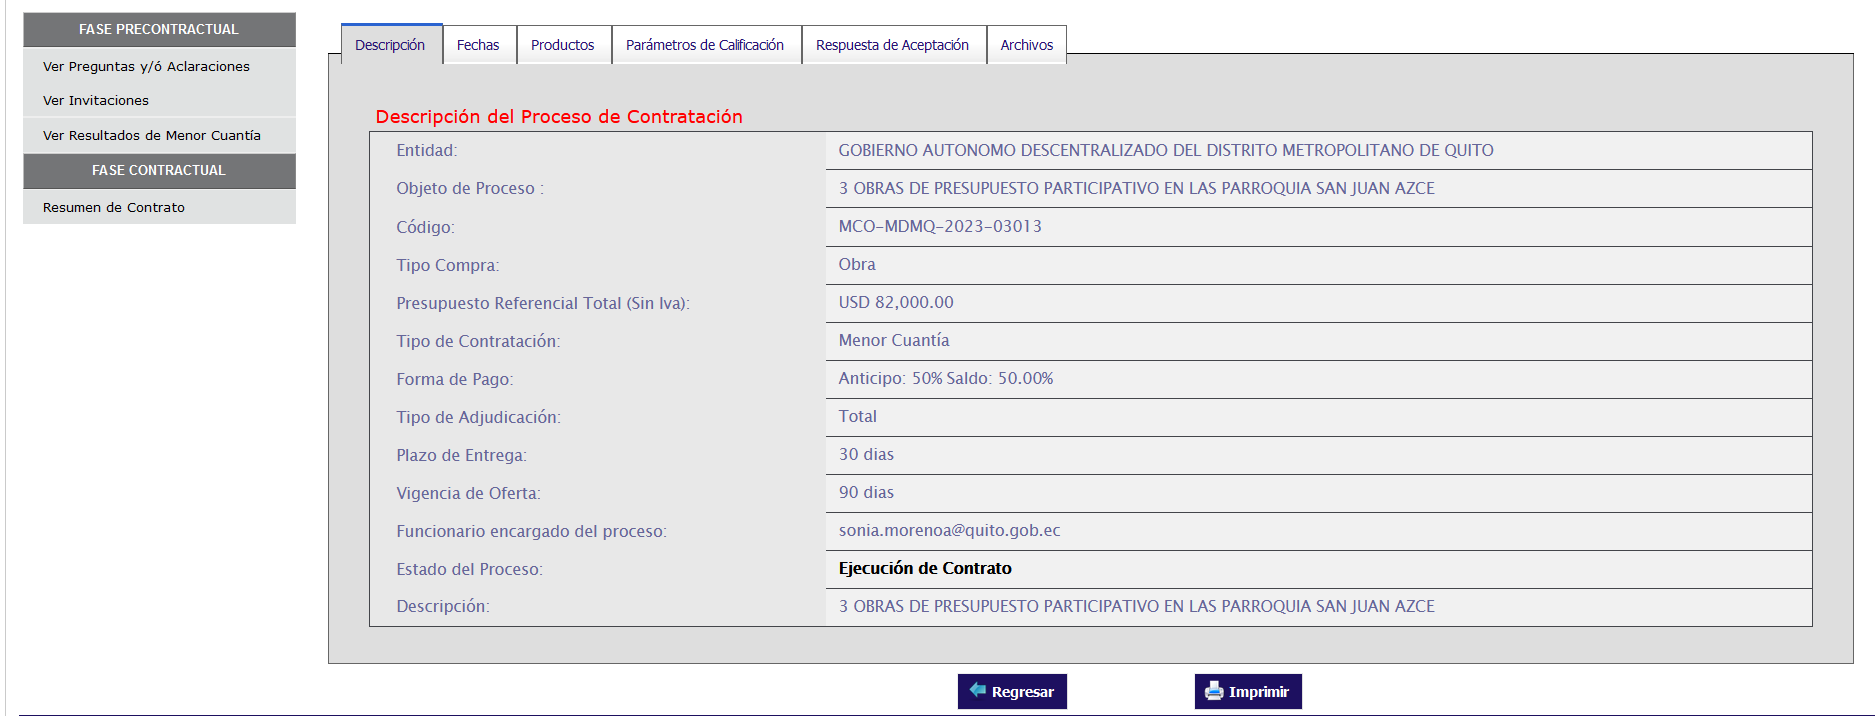 FASE PRECONTRACTUAL
Ver Preguntas y/ó Aclaraciones
Ver Invitaciones
Ver Resultados de Menor Cuantía
FASE CONTRACTUAL
Resumen de Contrato
Descripción Fechas Productos Parámetros de Calificación Respuesta de Aceptación Archivos
Descripción del Proceso de Contratación
Entidad: GOBIERNO AUTONOMO DESCENTRALIZADO DEL DISTRITO METROPOLITANO DE QUITO
Objeto de Proceso : 3 OBRAS DE PRESUPUESTO PARTICIPATIVO EN LAS PARROQUIA SAN JUAN AZCE
Código: MCO-MDMQ-2023-03013
Tipo Compra: Obra
Presupuesto Referencial Total (Sin Iva): USD 82,000.00
Tipo de Contratación: Menor Cuantía
Forma de Pago: Anticipo: 50% Saldo: 50.00%
Tipo de Adjudicación: Total
Plazo de Entrega: 30 dias
Vigencia de Oferta: 90 dias
Funcionario encargado del proceso: sonia.morenoa@quito.gob.ec
Estado del Proceso: Ejecución de Contrato
Descripción: 3 OBRAS DE PRESUPUESTO PARTICIPATIVO EN LAS PARROQUIA SAN JUAN AZCE
Regresar Imprimir